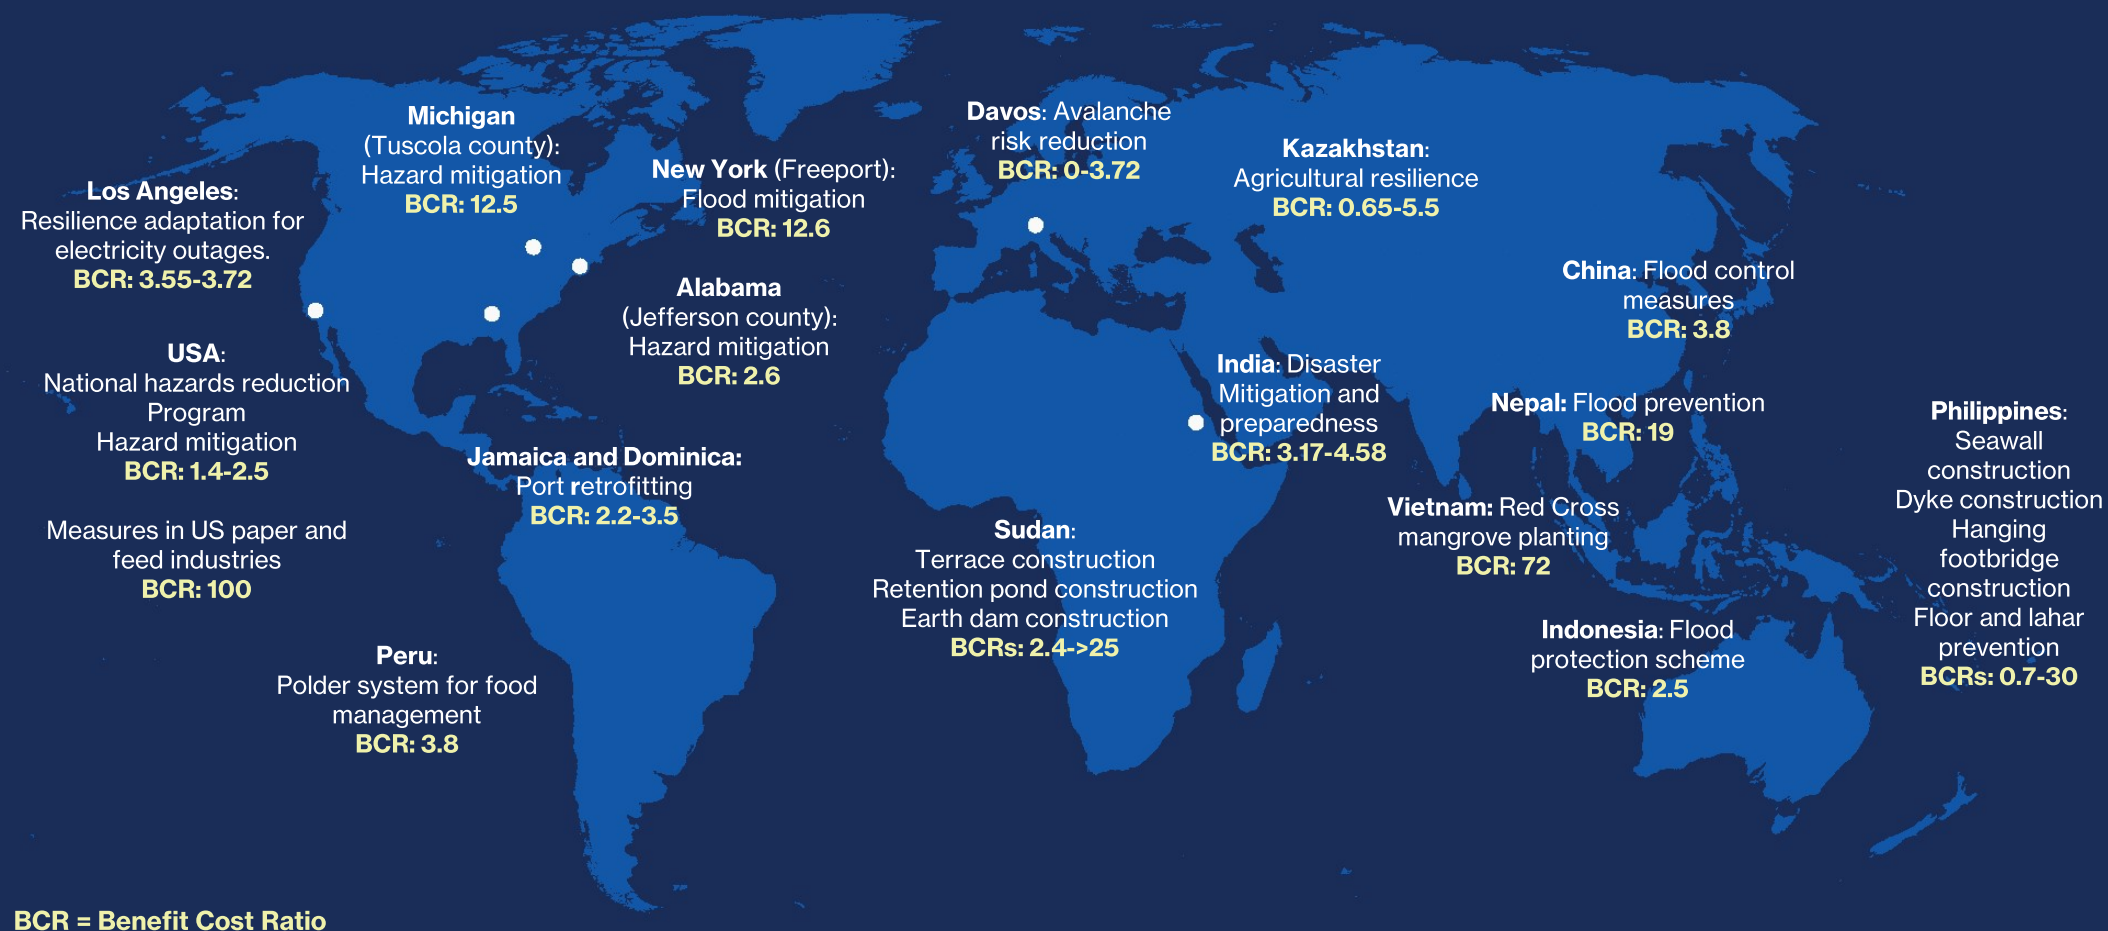 Los Angeles:
Resilience adaptation for
electricity outages.
BCR: 3.55-3.72
Michigan
(Tuscola county):
Hazard mitigation
BCR: 12.5
New York (Freeport):
Flood mitigation
BCR: 12.6
Davos: Avalanche
risk reduction
BCR: 0-3.72
Kazakhstan:
Agricultural resilience
BCR: 0.65-5.5
USA:
National hazards reduction
Program
Hazard mitigation
BCR: 1.4-2.5
Measures in US paper and
feed industries
BCR: 100
Alabama
(Jefferson county):
Hazard mitigation
BCR: 2.6
China: Flood control
measures
BCR: 3.8
India: Disaster
Mitigation and
preparedness
BCR: 3.17-4.58
Nepal: Flood prevention
BCR: 19
Philippines:
Seawall
construction
Dyke construction
Hanging
footbridge
construction
Floor and lahar
prevention
BCRs: 0.7-30
Jamaica and Dominica:
Port retrofitting
BCR: 2.2-3.5
Sudan:
Terrace construction
Retention pond construction
Earth dam construction
BCRs: 2.4->25
Vietnam: Red Cross
mangrove planting
BCR: 72
Indonesia: Flood
protection scheme
BCR: 2.5
Peru:
Polder system for food
management
BCR: 3.8
BCR = Benefit Cost Ratio